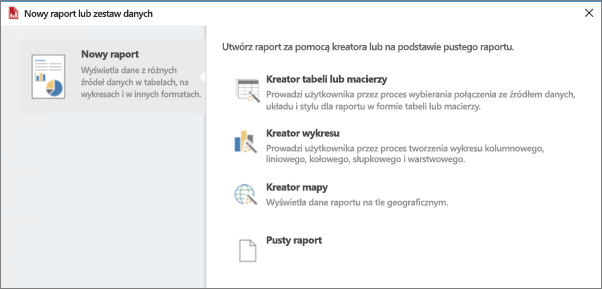 Nowy raport lub zestaw danych
Nowy raport
Wyświetla dane z różnych
źródeł danych w tabelach, na
wykresach i w innych formatach.
Utwórz raport za pomocą kreatora lub na podstawie pustego raportu.
Kreator tabeli lub macierzy
Prowadzi użytkownika przez proces wybierania połączenia ze źródłem danych,
układu i stylu dla raportu w formie tabeli lub macierzy.
Kreator wykresu
Prowadzi użytkownika przez proces tworzenia wykresu kolumnowego,
liniowego, kołowego, słupkowego i warstwowego.
Kreator mapy
Wyświetla dane raportu na tle geograficznym.
Pusty raport